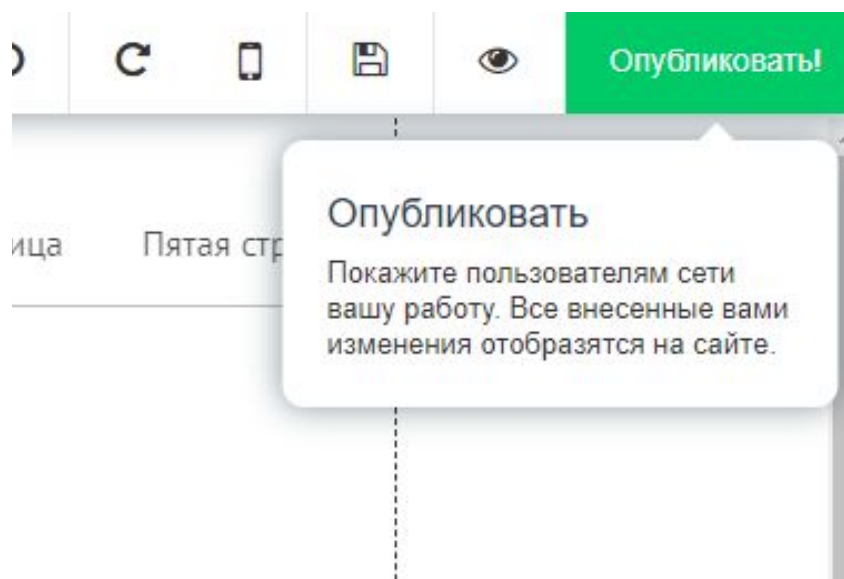 Опубликовать!
ица Пятая стр
Опубликовать
Покажите пользователям сети
вашу работу. Все внесенные вами
изменения отобразятся на сайте.